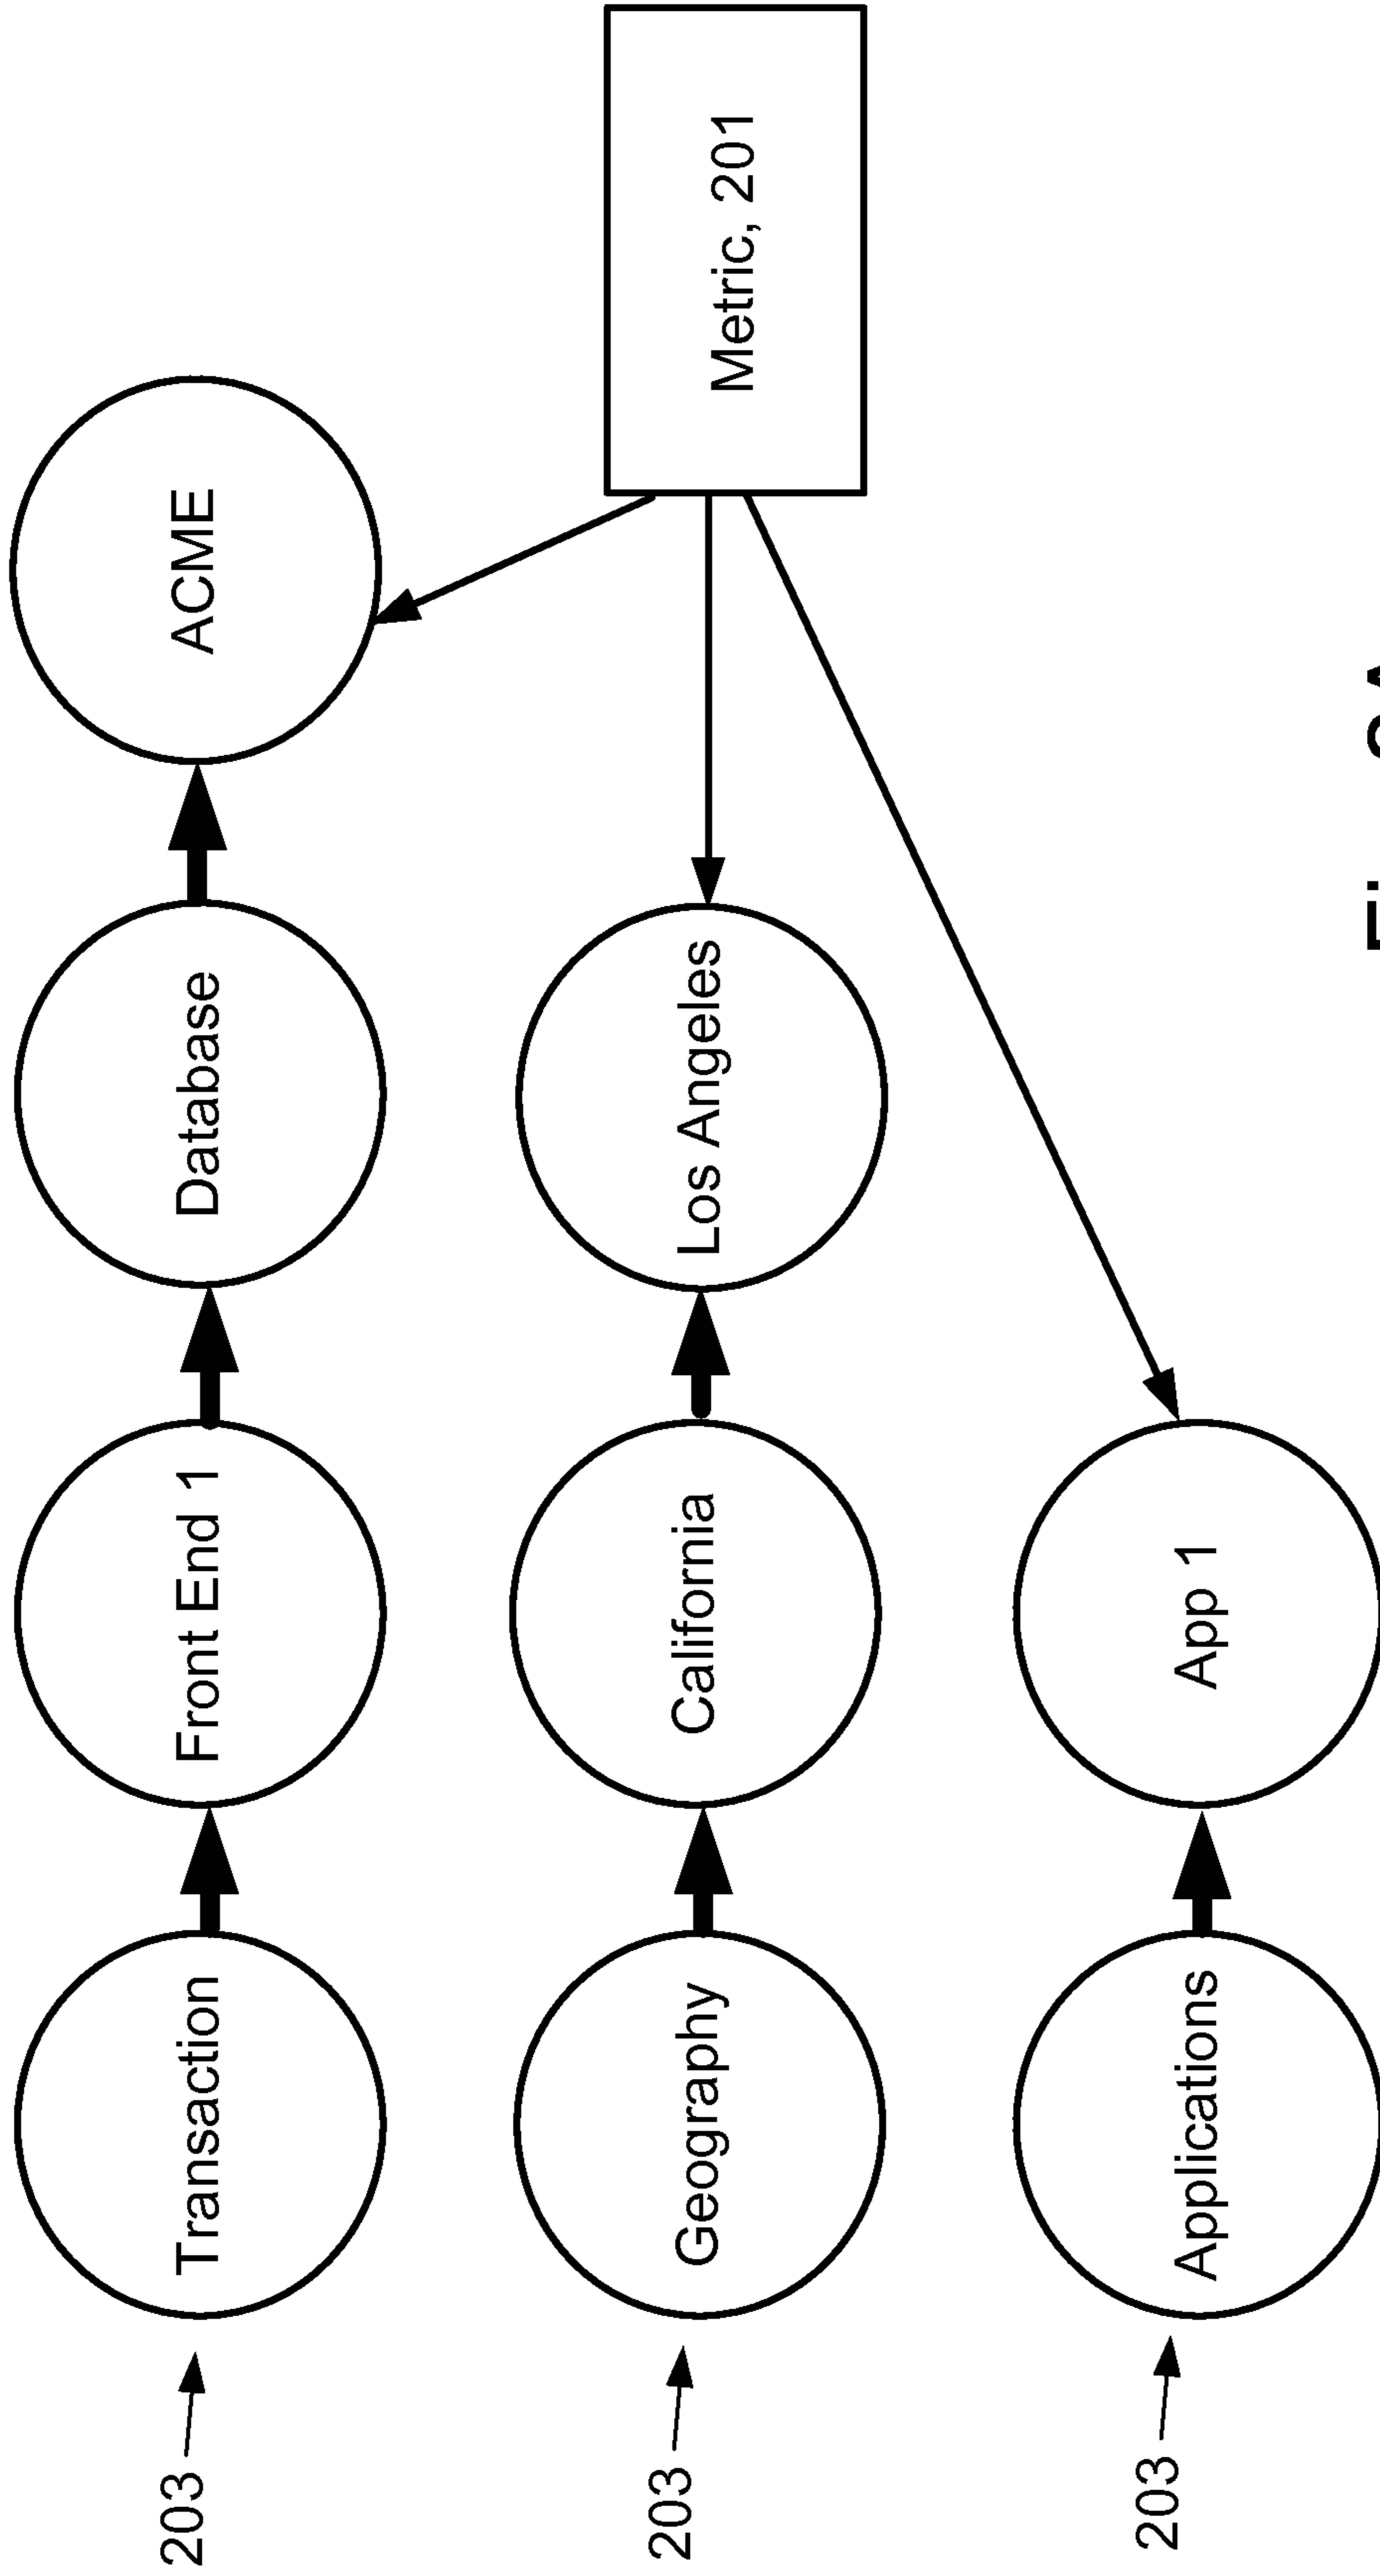 203
Transaction
Front End 1
Database
ACME
203
Geography
California
Los Angeles
Metric, 201
203
Applications
App 1